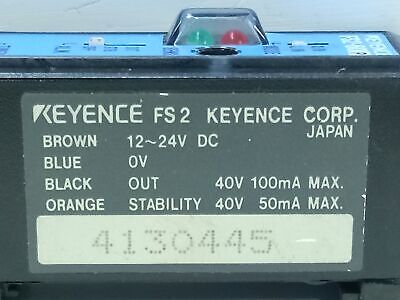 KEYENCE FS2 KEYENCE CORP.
JAPAN
BROWN 12~24V DC
BLUE 0V
BLACK OUT 40V 100mA MAX.
ORANGE STABILITY 40V 50mA MAX.
4130445